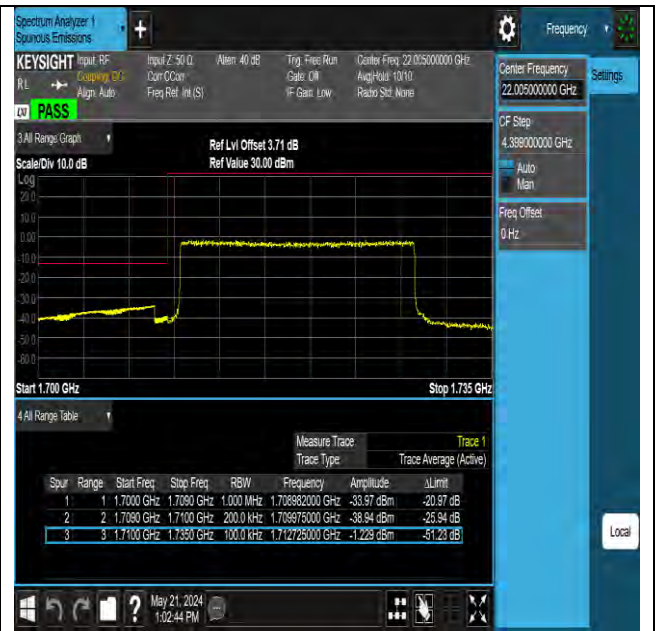 Spectrum Analyzer 1
Spurious Emissions
Frequency
KEYSIGHT Input: RF
Coupling: DC
Align: Auto
RL
Input Z: 50 Ω
Corr CCorr
Freq Ref: Int (S)
Atten: 40 dB
Trig: Free Run
Gate: Off
IF Gain: Low
Center Freq: 22.005000000 GHz
Avg|Hold: 10/10
Radio Std: None
PASS
Center Frequency
22.005000000 GHz
Settings
CF Step
4.399000000 GHz
Auto
Man
Freq Offset
0 Hz
3 All Range Graph
Scale/Div 10.0 dB
Ref Lvl Offset 3.71 dB
Ref Value 30.00 dBm
Log
20.0
10.0
0.00
-10.0
-20.0
-30.0
-40.0
-50.0
-60.0
Start 1.700 GHz
Stop 1.735 GHz
4 All Range Table
Measure Trace Trace 1
Trace Type Trace Average (Active)
Spur Range Start Freq Stop Freq RBW Frequency Amplitude ΔLimit
1 1 1.7000 GHz 1.7090 GHz 1.000 MHz 1.708982000 GHz -33.97 dBm -20.97 dB
2 2 1.7090 GHz 1.7100 GHz 200.0 kHz 1.709975000 GHz -38.94 dBm -25.94 dB
3 3 1.7100 GHz 1.7350 GHz 100.0 kHz 1.712725000 GHz -1.229 dBm -51.23 dB
Local
May 21, 2024
1:02:44 PM